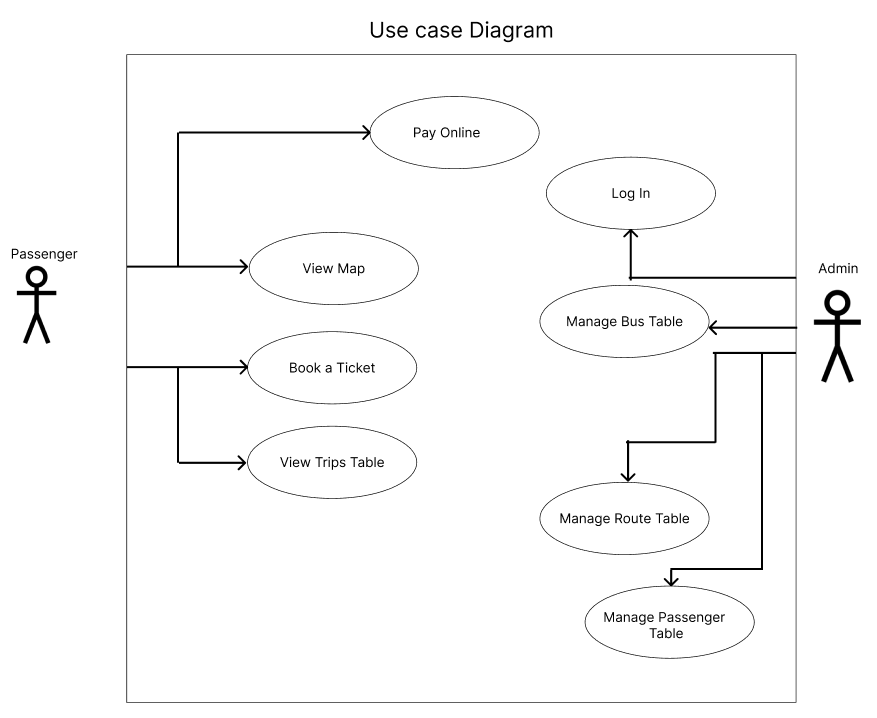 Use case Diagram
Pay Online
Log In
Passenger
View Map
Admin
Manage Bus Table
Book a Ticket
View Trips Table
Manage Route Table
Manage Passenger
Table